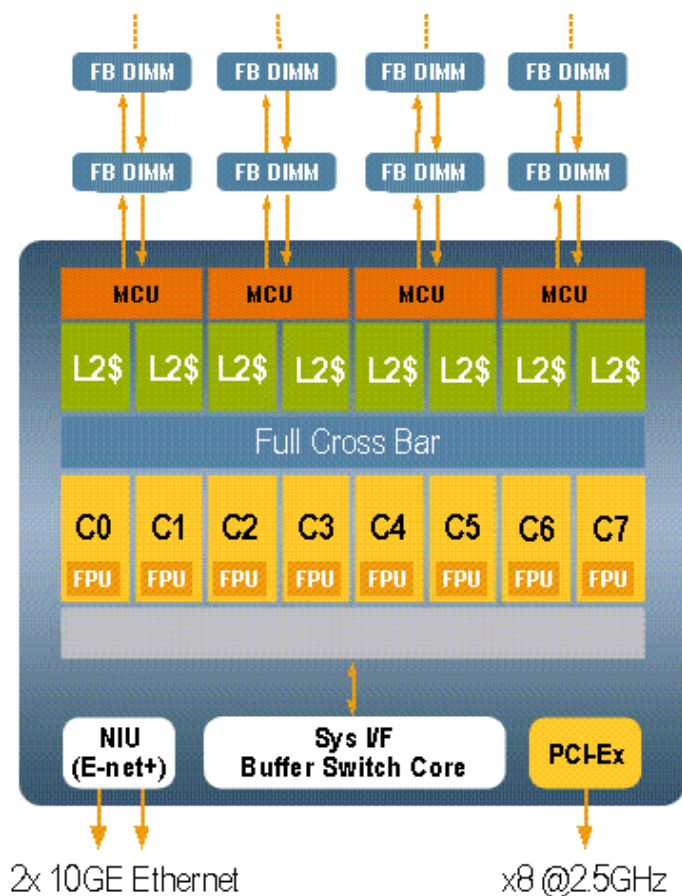 FB DIMM FB DIMM FB DIMM FB DIMM
FB DIMM FB DIMM FB DIMM FB DIMM
MCU MCU MCU MCU
L2$ L2$ L2$ L2$ L2$ L2$ L2$ L2$
Full Cross Bar
C0 C1 C2 C3 C4 C5 C6 C7
FPU FPU FPU FPU FPU FPU FPU FPU
NIU
(E-net+)
Sys I/F
Buffer Switch Core
PCI-Ex
2x 10GE Ethernet
x8 @2.5GHz